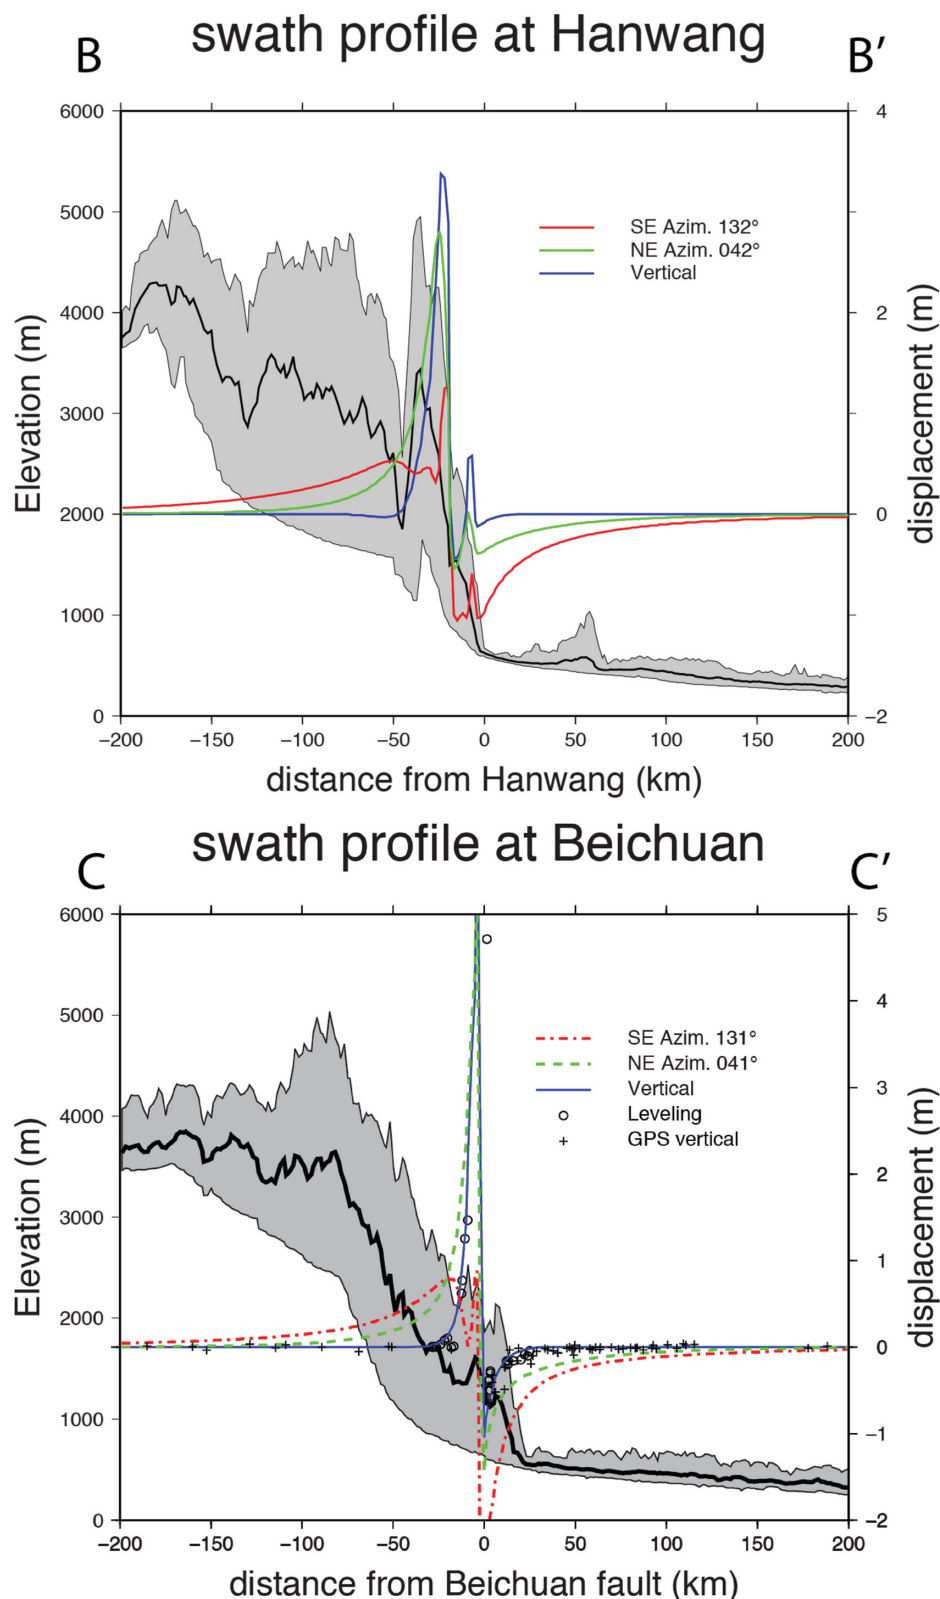 swath profile at Hanwang
B B′
6000 4
5000
SE Azim. 132°
NE Azim. 042°
Vertical
4000 2
3000
2000 0
1000
0 −2
−200 −150 −100 −50 0 50 100 150 200
Elevation (m)
displacement (m)
distance from Hanwang (km)
swath profile at Beichuan
C C′
6000 5
5000 4
SE Azim. 131°
NE Azim. 041°
Vertical
Leveling
GPS vertical
4000 3
3000 2
1
2000 0
1000 −1
0 −2
−200 −150 −100 −50 0 50 100 150 200
Elevation (m)
displacement (m)
distance from Beichuan fault (km)